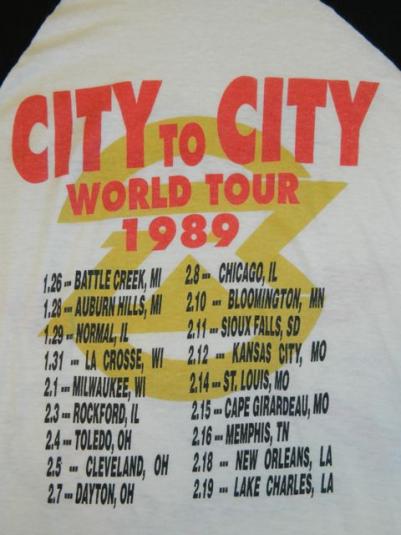 CITY TO CITY
WORLD TOUR
1989
1.26 --- BATTLE CREEK, MI
1.28 --- AUBURN HILLS, MI
1.29 --- NORMAL, IL
1.31 --- LA CROSSE, WI
2.1 --- MILWAUKEE, WI
2.3 --- ROCKFORD, IL
2.4 --- TOLEDO, OH
2.5 --- CLEVELAND, OH
2.7 --- DAYTON, OH
2.8 --- CHICAGO, IL
2.10 --- BLOOMINGTON, MN
2.11 --- SIOUX FALLS, SD
2.12 --- KANSAS CITY, MO
2.14 --- ST. LOUIS, MO
2.15 --- CAPE GIRARDEAU, MO
2.16 --- MEMPHIS, TN
2.18 --- NEW ORLEANS, LA
2.19 --- LAKE CHARLES, LA